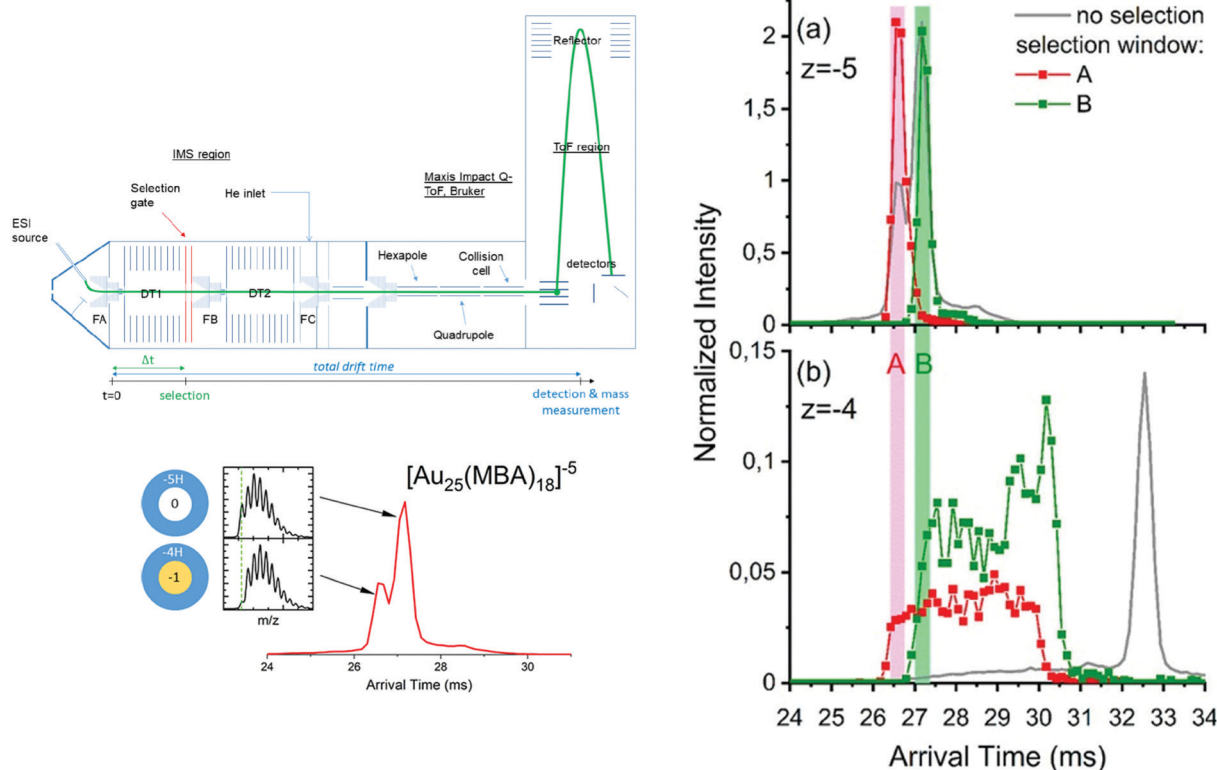 Reflector
IMS region
ToF region
Maxis Impact Q-
ToF, Bruker
Selection
gate
He inlet
ESI
source
Hexapole
Collision
cell
detectors
DT1
DT2
FA
FB
FC
Quadrupole
Δt
total drift time
t=0
selection
detection & mass
measurement
[Au25(MBA)18]-5
-5H
0
-4H
-1
m/z
24
26
28
30
Arrival Time (ms)
(a)
z=-5
no selection
selection window:
A
B
2
1,5
1
0,5
0
Normalized Intensity
A
B
(b)
z=-4
0,15
0,1
0,05
0
24 25 26 27 28 29 30 31 32 33 34
Arrival Time (ms)